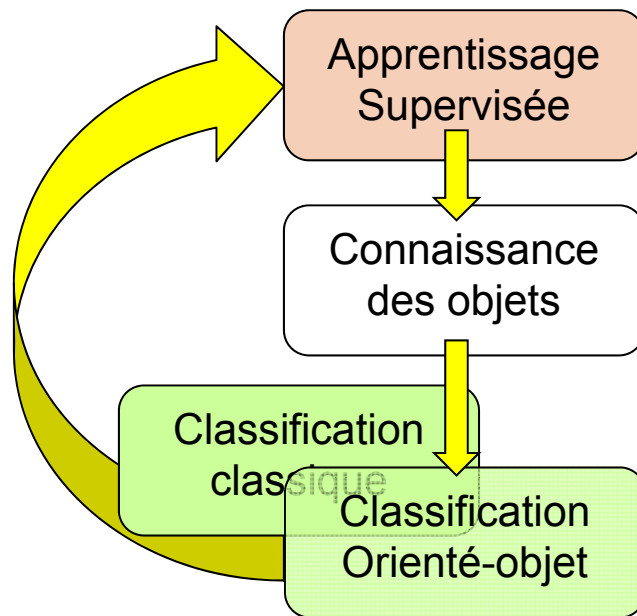 Apprentissage
Supervisée
Connaissance
des objets
Classification
classique
Classification
Orienté-objet